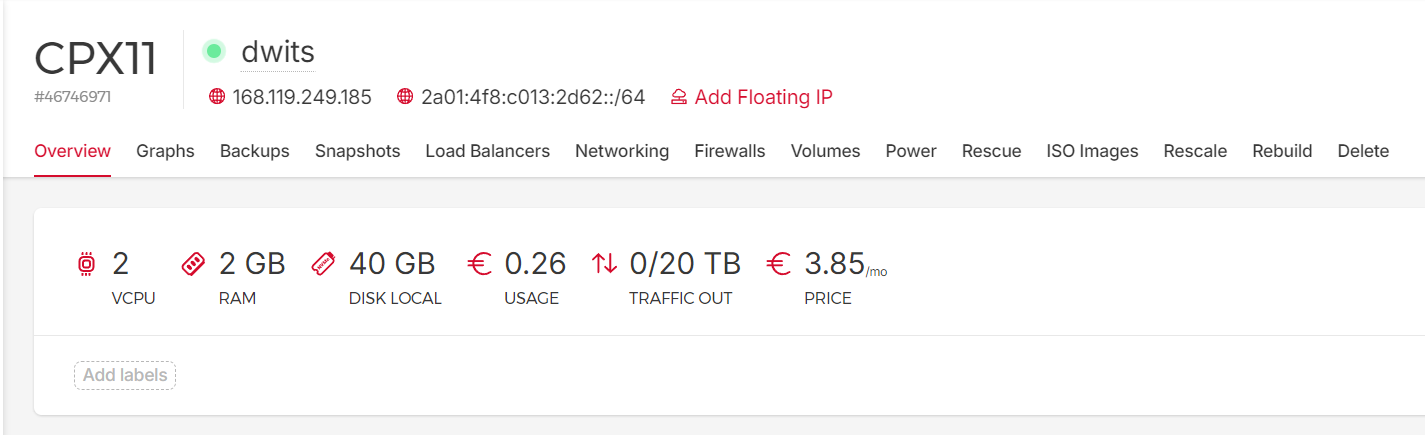 CPX11
#46746971
dwits
168.119.249.185 2a01:4f8:c013:2d62::/64 Add Floating IP
Overview Graphs Backups Snapshots Load Balancers Networking Firewalls Volumes Power Rescue ISO Images Rescale Rebuild Delete
2 2 GB 40 GB € 0.26 0/20 TB € 3.85/mo
VCPU RAM DISK LOCAL USAGE TRAFFIC OUT PRICE
Add labels